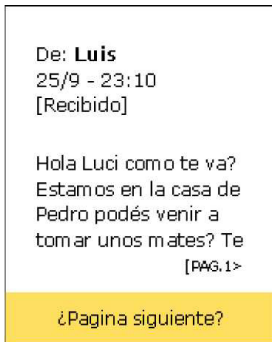 De: Luis
25/9 - 23:10
[Recibido]
Hola Luci como te va?
Estamos en la casa de
Pedro podés venir a
tomar unos mates? Te
[PAG.1>
¿Pagina siguiente?